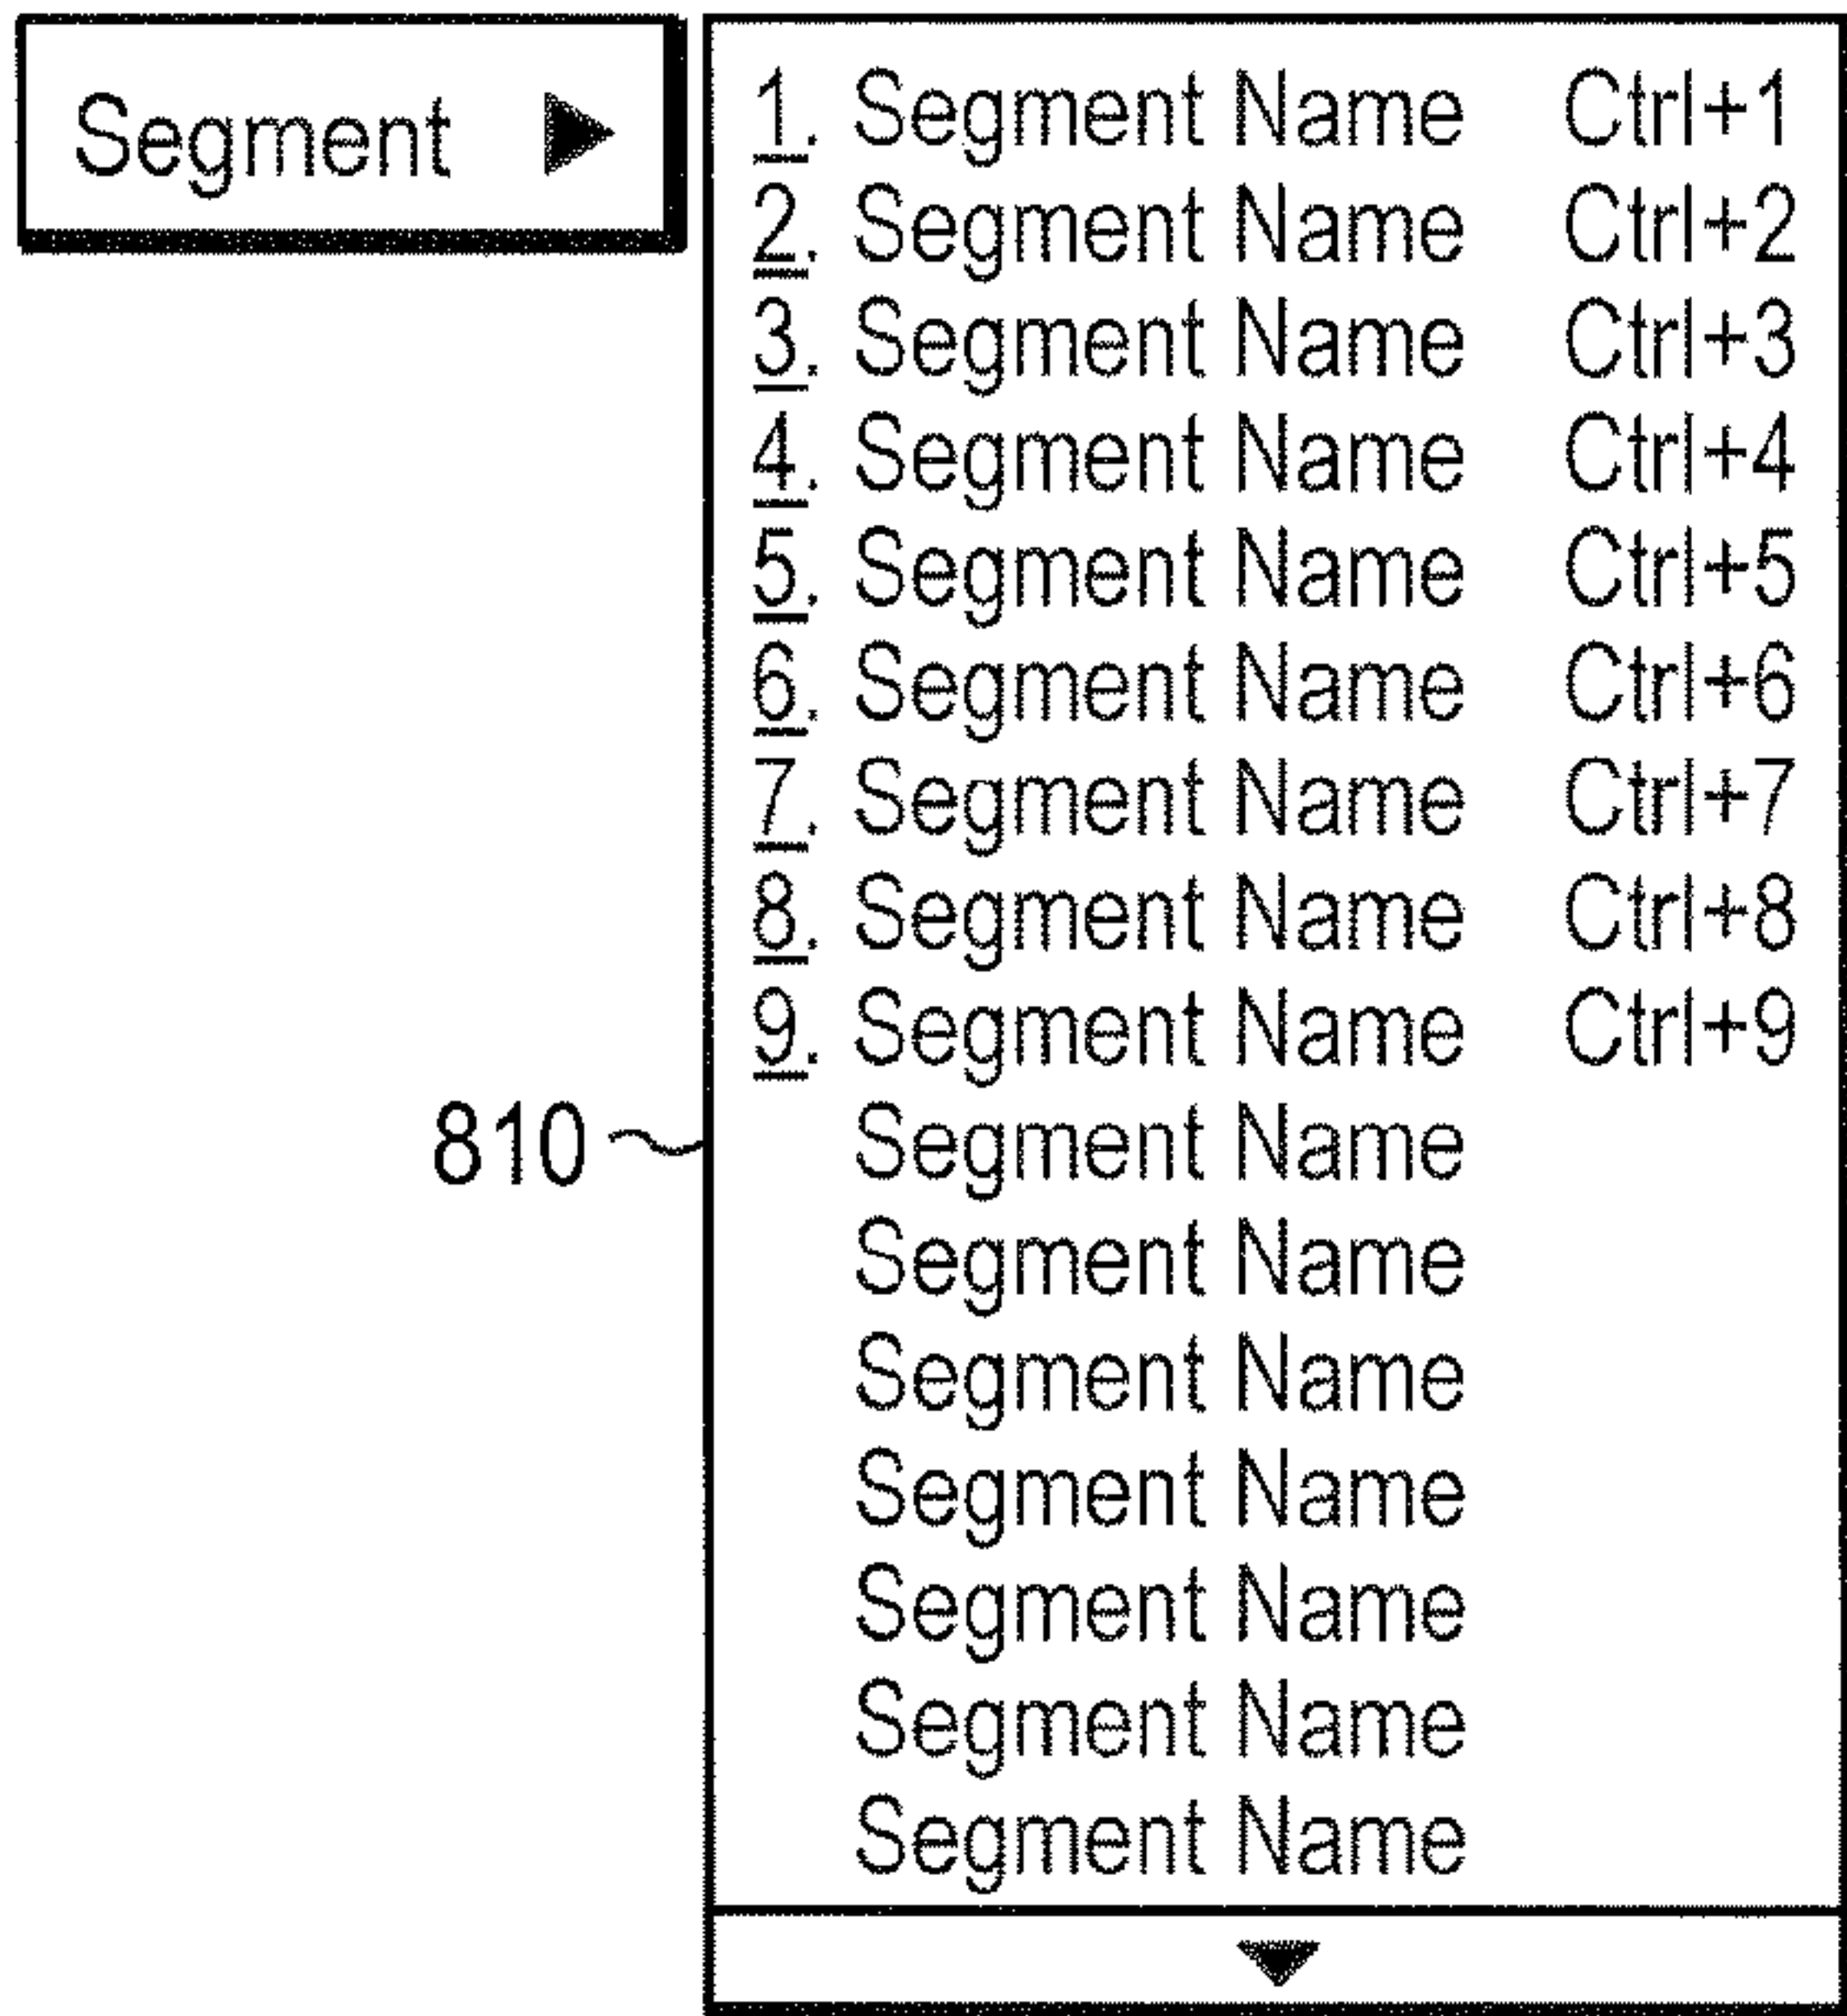 Segment ▶
1. Segment Name Ctrl+1
2. Segment Name Ctrl+2
3. Segment Name Ctrl+3
4. Segment Name Ctrl+4
5. Segment Name Ctrl+5
6. Segment Name Ctrl+6
7. Segment Name Ctrl+7
8. Segment Name Ctrl+8
9. Segment Name Ctrl+9
810
Segment Name
Segment Name
Segment Name
Segment Name
Segment Name
Segment Name
Segment Name